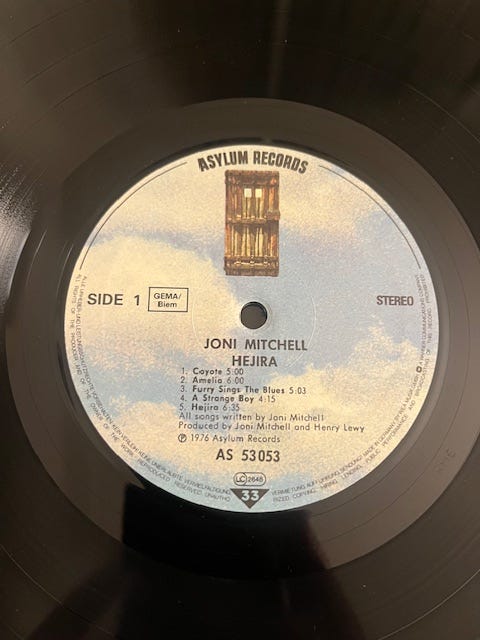 ASYLUM RECORDS
SIDE 1
GEMA/
Biem
STEREO
JONI MITCHELL
HEJIRA
1. Coyote 5:00
2. Amelia 6:00
3. Furry Sings The Blues 5:03
4. A Strange Boy 4:15
5. Hejira 6:35
All songs written by Joni Mitchell
Produced by Joni Mitchell and Henry Lewy
℗ 1976 Asylum Records
AS 53053
LC 2648
33